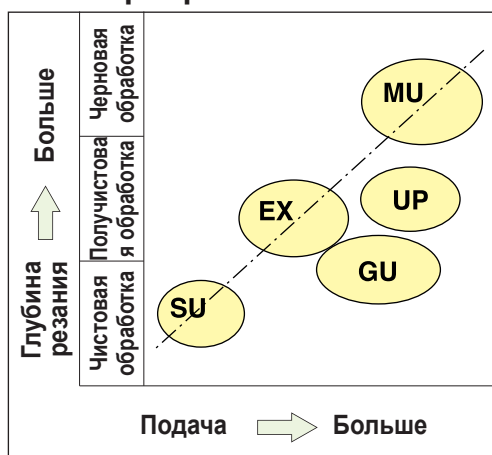 Больше
Глубина
резания
Черновая
обработка
Получистова
я обработка
Чистовая
обработка
MU
UP
EX
GU
SU
Подача
Больше